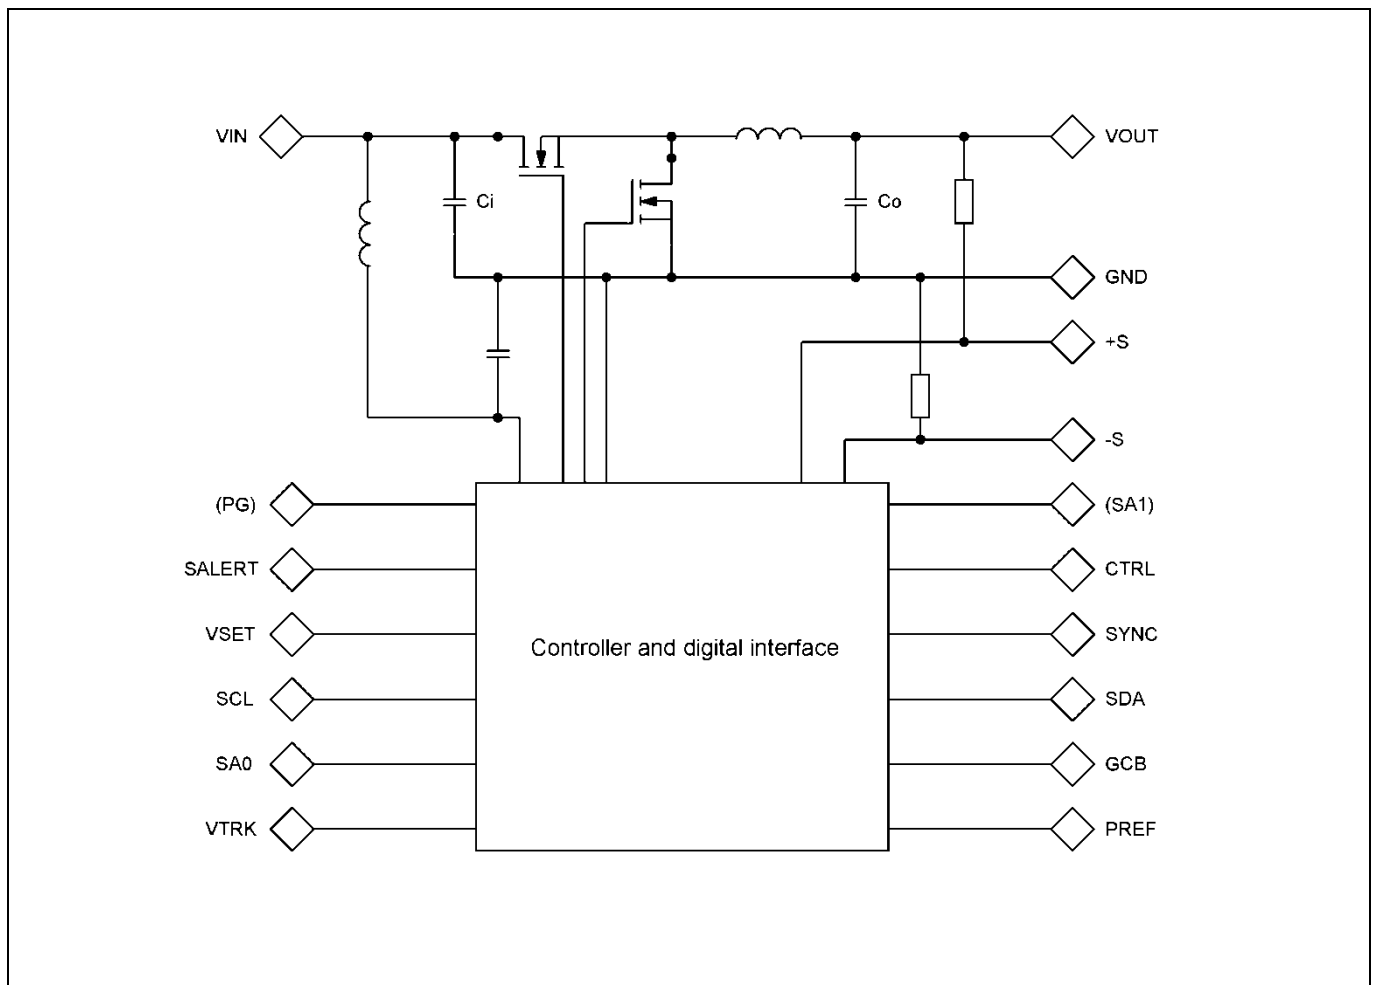 VIN
VOUT
Ci
Co
GND
+S
-S
(PG)
(SA1)
SALERT
CTRL
VSET
SYNC
Controller and digital interface
SCL
SDA
SA0
GCB
VTRK
PREF